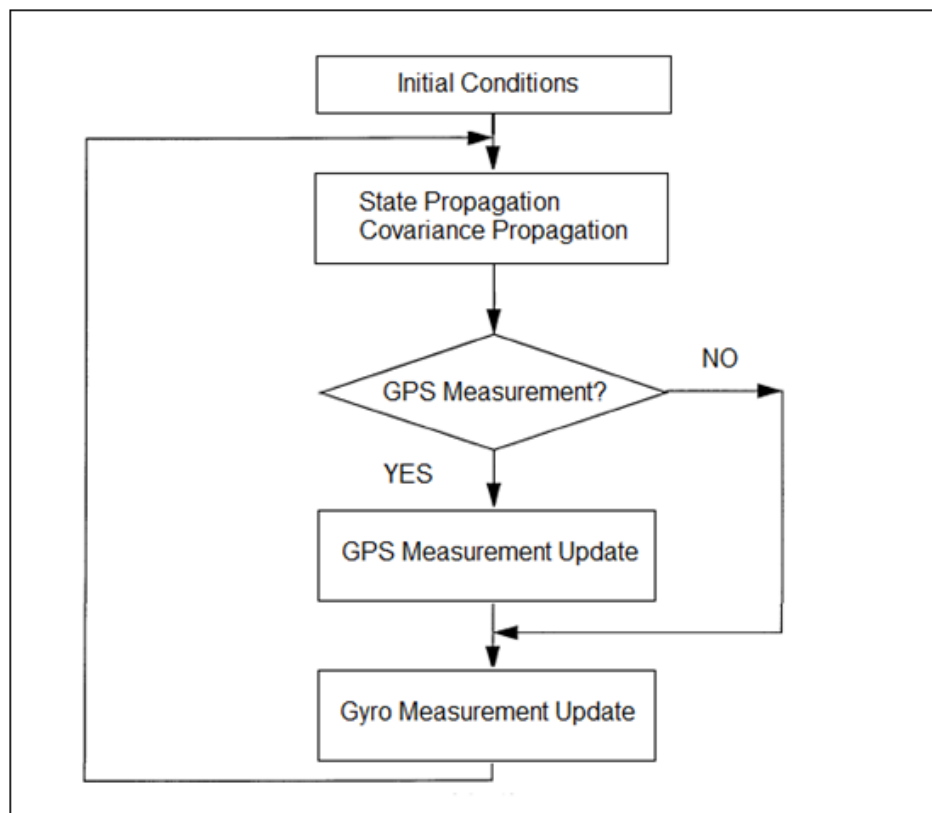 Initial Conditions
State Propagation
Covariance Propagation
GPS Measurement?
NO
YES
GPS Measurement Update
Gyro Measurement Update